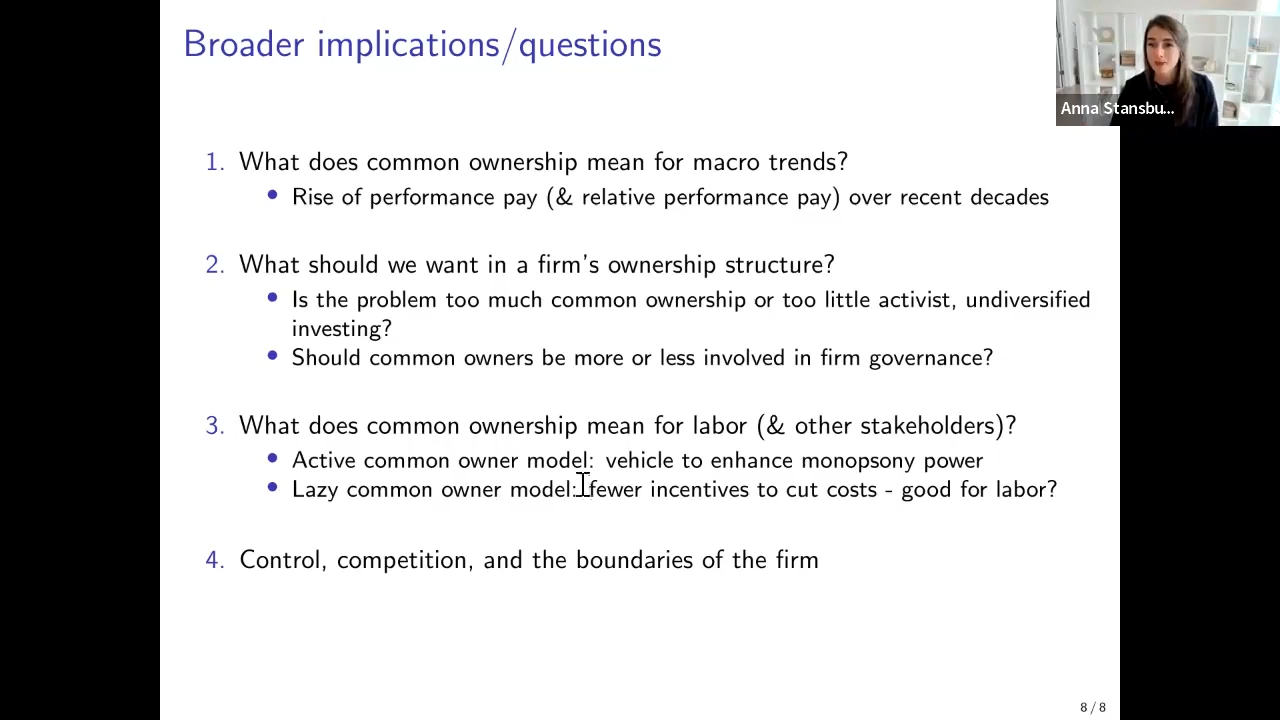 Broader implications/questions
Anna Stansbu...
1. What does common ownership mean for macro trends?
• Rise of performance pay (& relative performance pay) over recent decades
2. What should we want in a firm's ownership structure?
• Is the problem too much common ownership or too little activist, undiversified
investing?
• Should common owners be more or less involved in firm governance?
3. What does common ownership mean for labor (& other stakeholders)?
• Active common owner model: vehicle to enhance monopsony power
• Lazy common owner model: fewer incentives to cut costs - good for labor?
4. Control, competition, and the boundaries of the firm
8 / 8